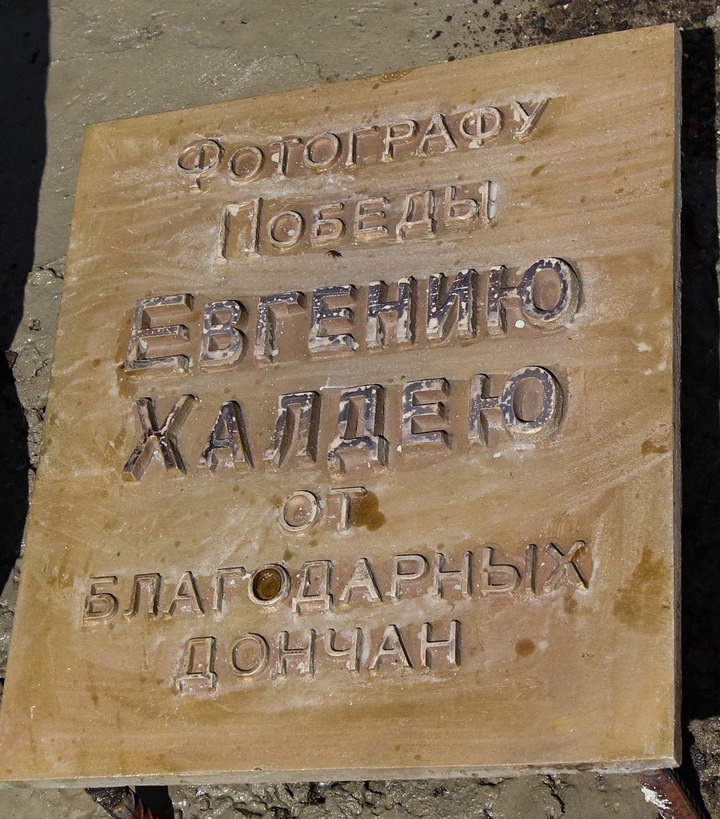 Фотографу
Победы
Евгению
Халдею
от
благодарных
дончан